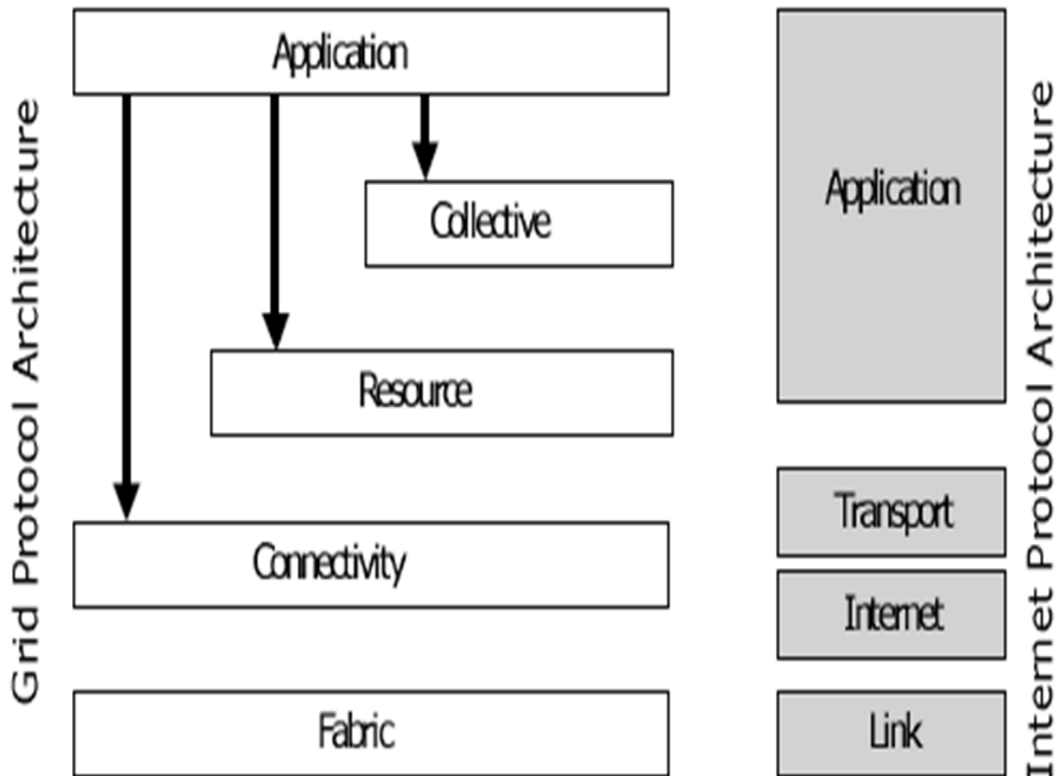 Grid Protocol Architecture
Application
Collective
Resource
Connectivity
Fabric
Application
Transport
Internet
Link
Internet Protocol Architecture